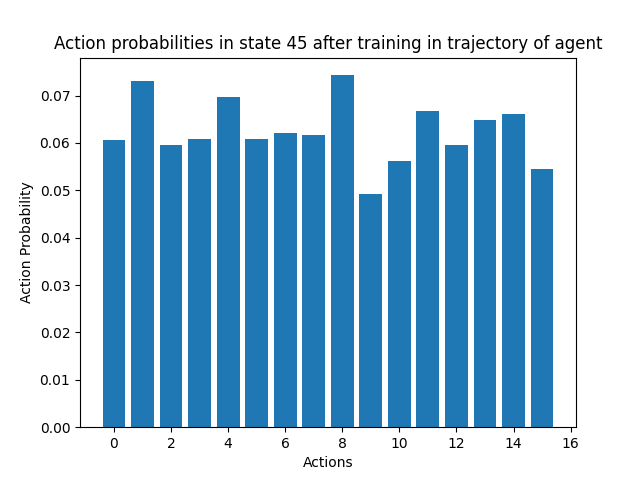 Action probabilities in state 45 after training in trajectory of agent
0.07
0.06
0.05
0.04
0.03
0.02
0.01
0.00
Action Probability
0 2 4 6 8 10 12 14 16
Actions